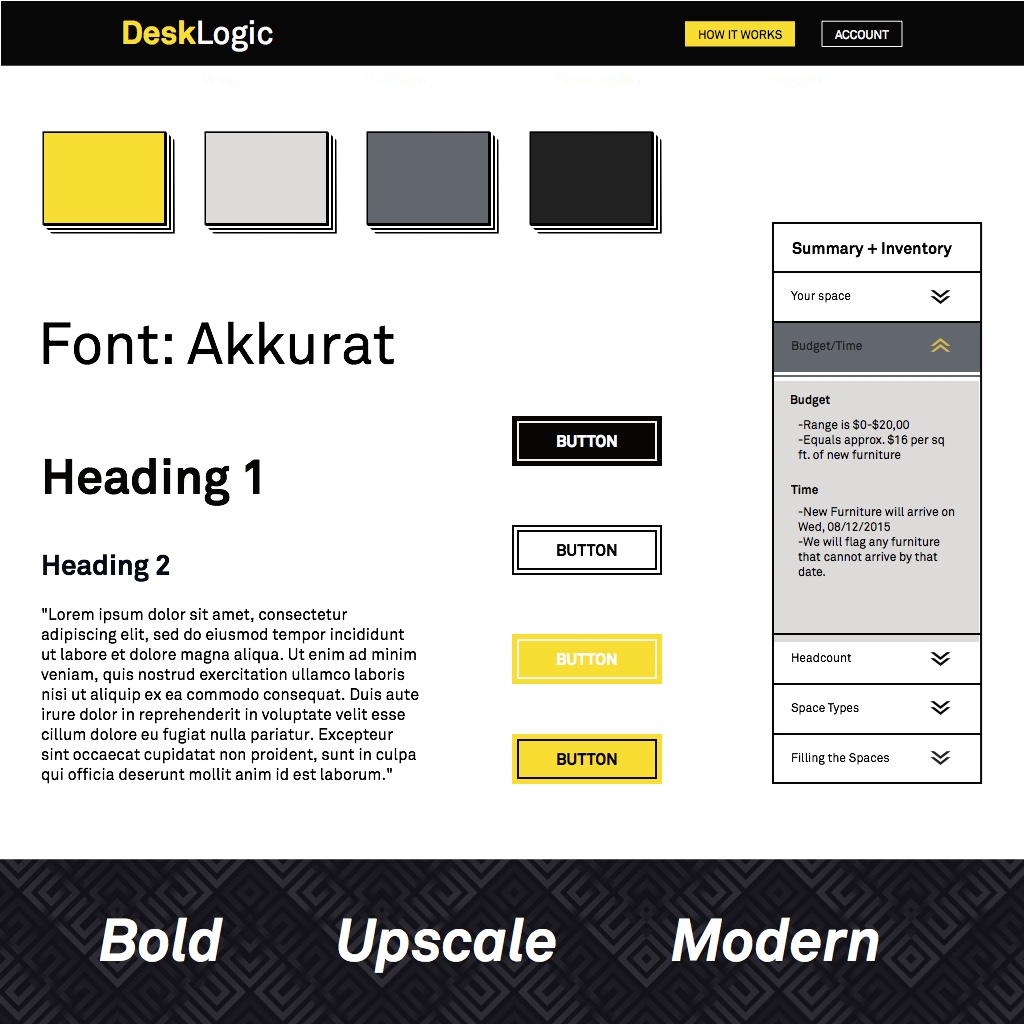 DeskLogic
HOW IT WORKS
ACCOUNT
Font: Akkurat
Heading 1
Heading 2
"Lorem ipsum dolor sit amet, consectetur
adipiscing elit, sed do eiusmod tempor incididunt
ut labore et dolore magna aliqua. Ut enim ad minim
veniam, quis nostrud exercitation ullamco laboris
nisi ut aliquip ex ea commodo consequat. Duis aute
irure dolor in reprehenderit in voluptate velit esse
cillum dolore eu fugiat nulla pariatur. Excepteur
sint occaecat cupidatat non proident, sunt in culpa
qui officia deserunt mollit anim id est laborum."
BUTTON
BUTTON
BUTTON
BUTTON
Summary + Inventory
Your space
Budget/Time
Budget
-Range is $0-$20,00
-Equals approx. $16 per sq
ft. of new furniture
Time
-New Furniture will arrive on
Wed, 08/12/2015
-We will flag any furniture
that cannot arrive by that
date.
Headcount
Space Types
Filling the Spaces
Bold
Upscale
Modern